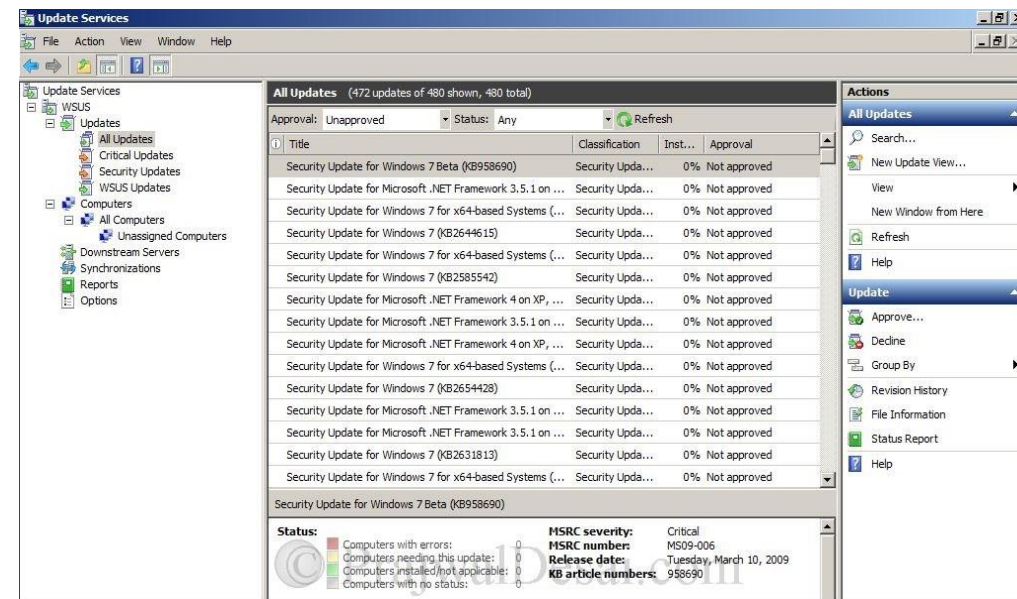 Update Services
File Action View Window Help
Update Services
WSUS
Updates
All Updates
Critical Updates
Security Updates
WSUS Updates
Computers
All Computers
Unassigned Computers
Downstream Servers
Synchronizations
Reports
Options
All Updates (472 updates of 480 shown, 480 total)
Approval: Unapproved Status: Any Refresh
Title Classification Inst... Approval
Security Update for Windows 7 Beta (KB958690) Security Upda... 0% Not approved
Security Update for Microsoft .NET Framework 3.5.1 on ... Security Upda... 0% Not approved
Security Update for Windows 7 for x64-based Systems (... Security Upda... 0% Not approved
Security Update for Windows 7 (KB2644615) Security Upda... 0% Not approved
Security Update for Windows 7 for x64-based Systems (... Security Upda... 0% Not approved
Security Update for Windows 7 (KB2585542) Security Upda... 0% Not approved
Security Update for Microsoft .NET Framework 4 on XP, ... Security Upda... 0% Not approved
Security Update for Microsoft .NET Framework 3.5.1 on ... Security Upda... 0% Not approved
Security Update for Microsoft .NET Framework 4 on XP, ... Security Upda... 0% Not approved
Security Update for Windows 7 for x64-based Systems (... Security Upda... 0% Not approved
Security Update for Windows 7 (KB2654428) Security Upda... 0% Not approved
Security Update for Microsoft .NET Framework 3.5.1 on ... Security Upda... 0% Not approved
Security Update for Microsoft .NET Framework 3.5.1 on ... Security Upda... 0% Not approved
Security Update for Windows 7 (KB2631813) Security Upda... 0% Not approved
Security Update for Windows 7 for x64-based Systems (... Security Upda... 0% Not approved
Security Update for Windows 7 Beta (KB958690)
Status:
Computers with errors: 0
Computers needing this update: 0
Computers installed/not applicable: 0
Computers with no status: 0
MSRC severity: Critical
MSRC number: MS09-006
Release date: Tuesday, March 10, 2009
KB article numbers: 958690
© PrajwalDesai.com
Actions
All Updates
Search...
New Update View...
View
New Window from Here
Refresh
Help
Update
Approve...
Decline
Group By
Revision History
File Information
Status Report
Help